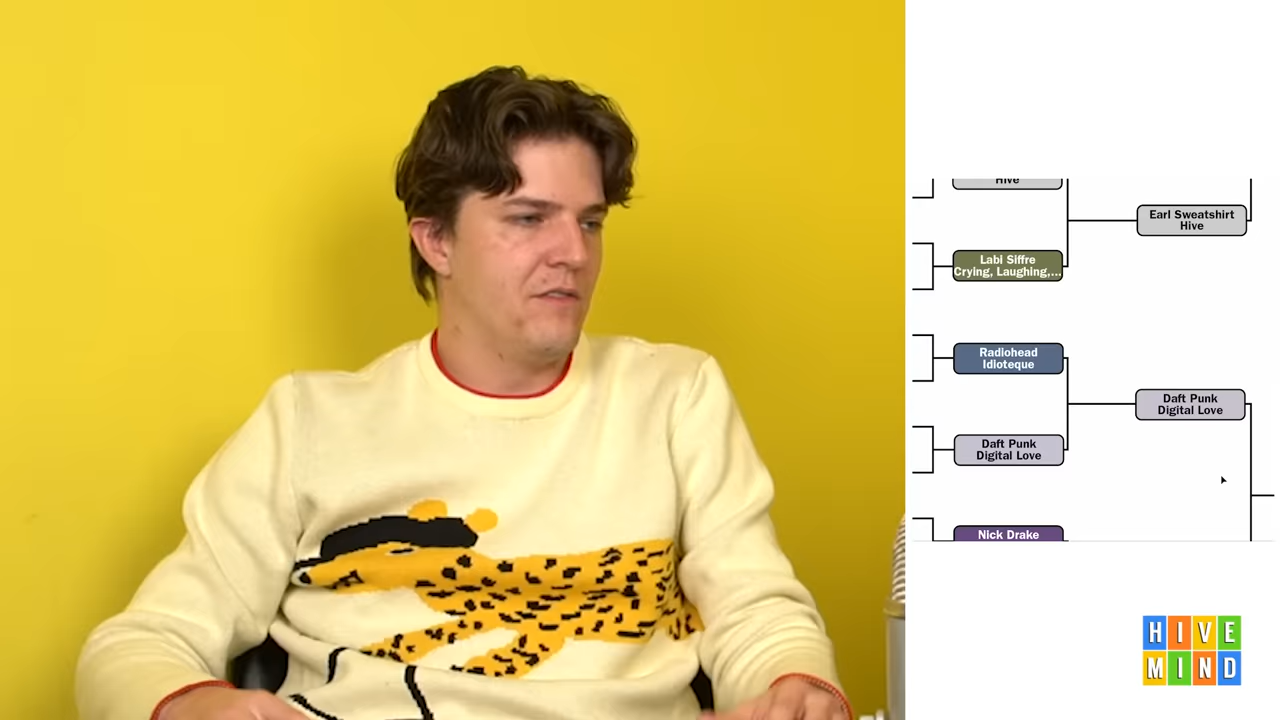 Hive
Earl Sweatshirt
Hive
Labi Siffre
Crying, Laughing,...
Radiohead
Idioteque
Daft Punk
Digital Love
Daft Punk
Digital Love
Nick Drake
HIVE
MIND